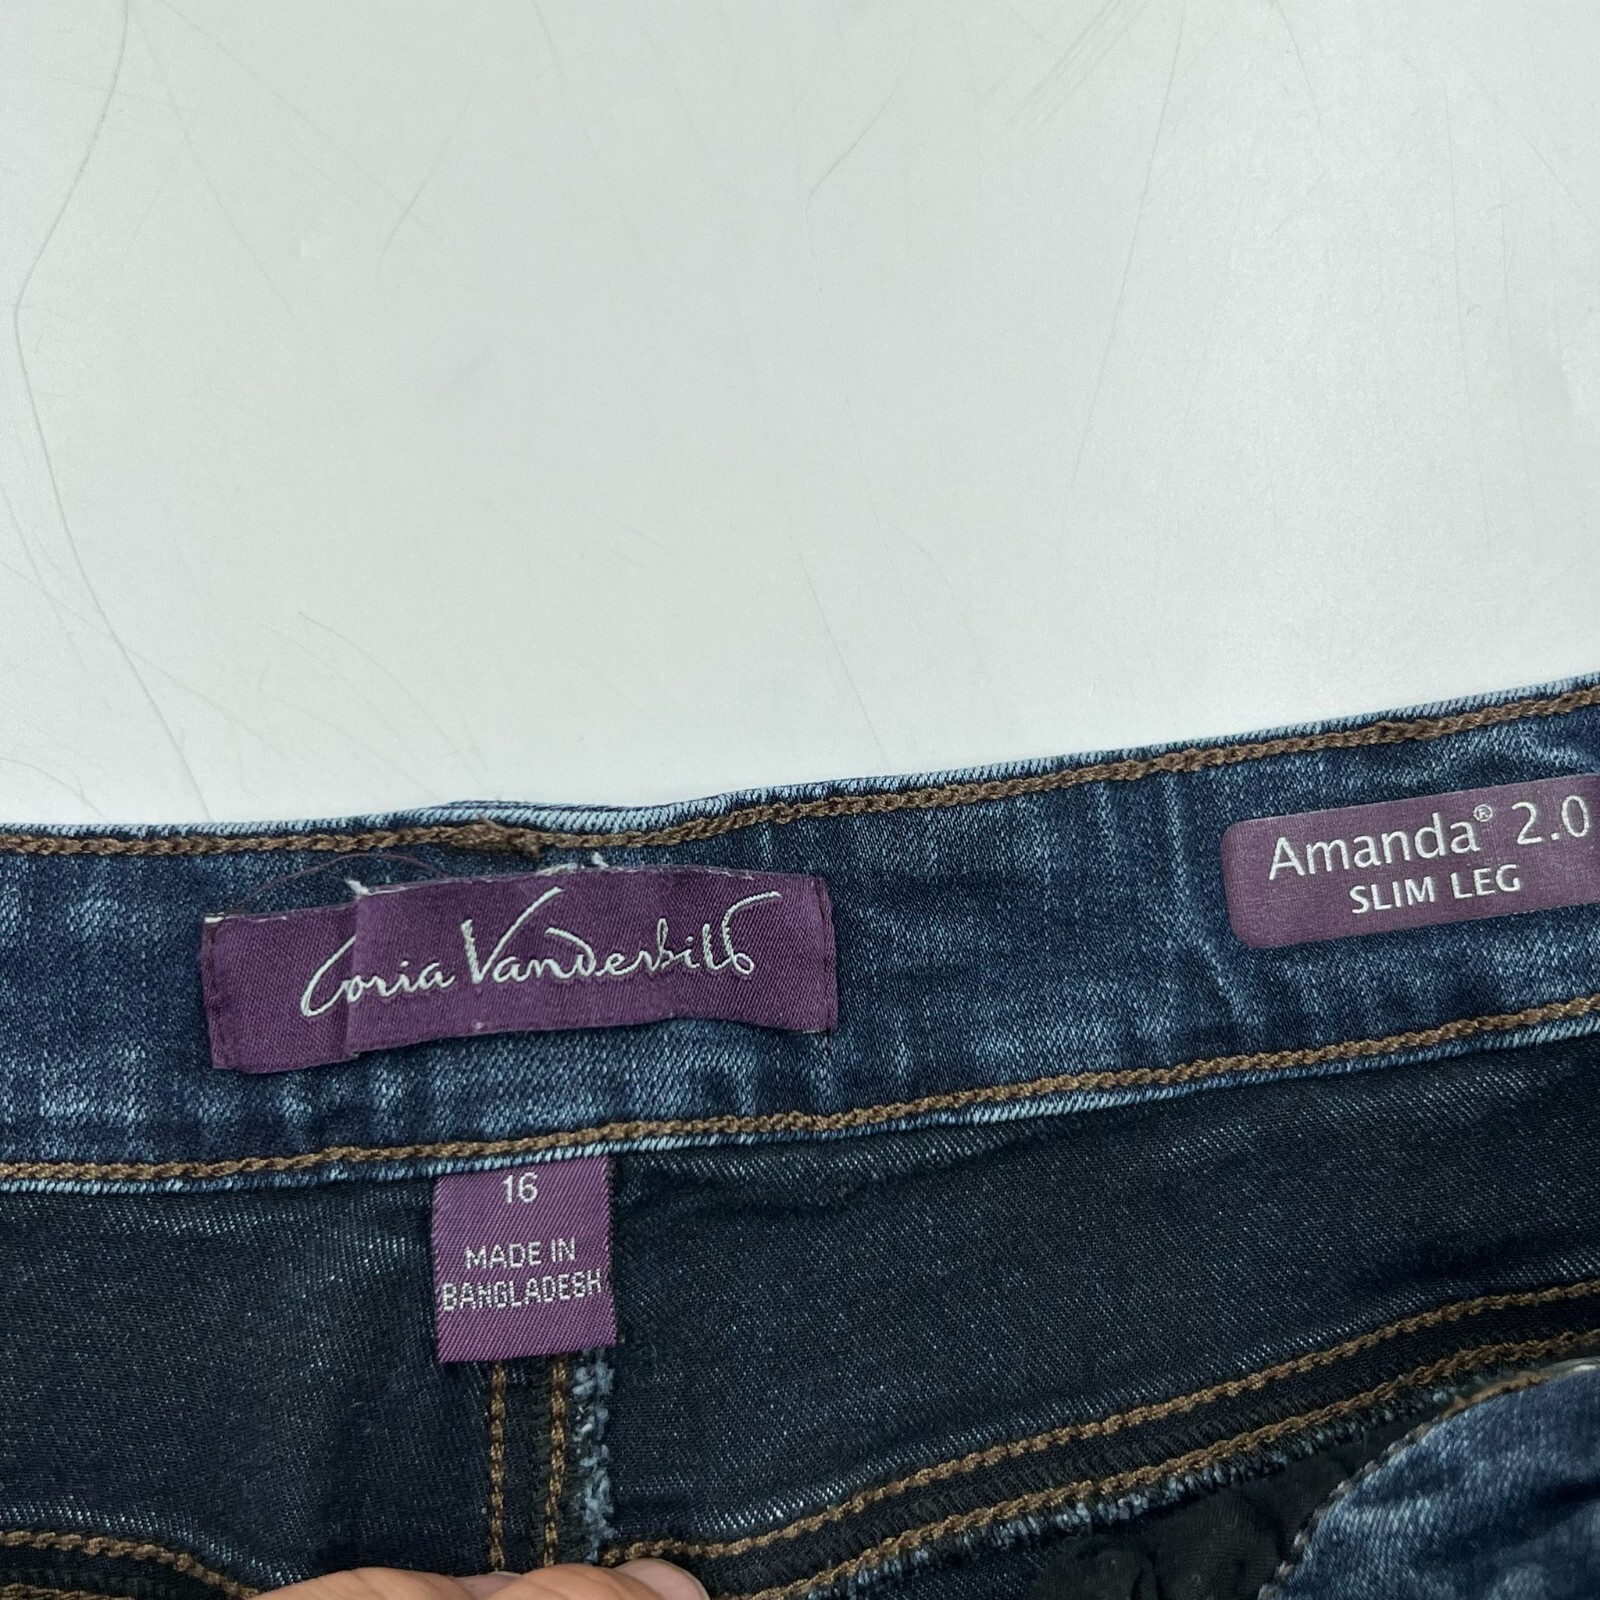 Gloria Vanderbilt
Amanda® 2.0
SLIM LEG
16
MADE IN
BANGLADESH